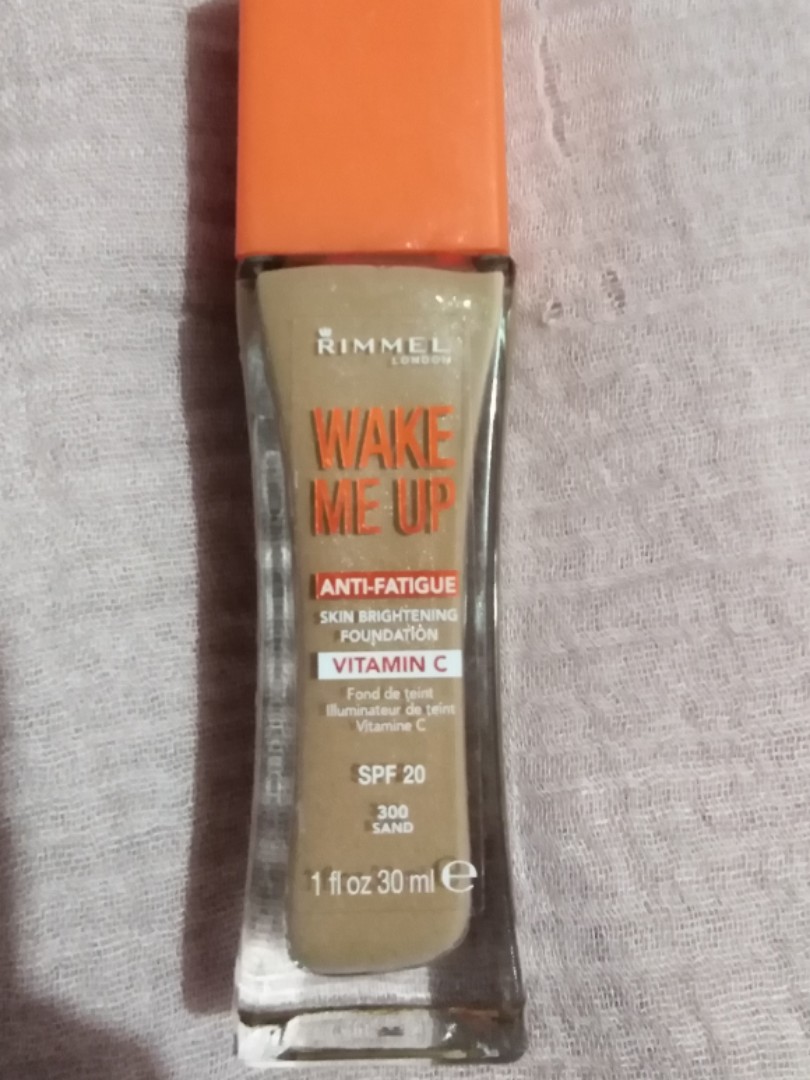 RIMMEL
LONDON
WAKE
ME UP
ANTI-FATIGUE
SKIN BRIGHTENING
FOUNDATION
VITAMIN C
Fond de teint
Illuminateur de teint
Vitamine C
SPF 20
300
SAND
1 fl oz 30 ml e